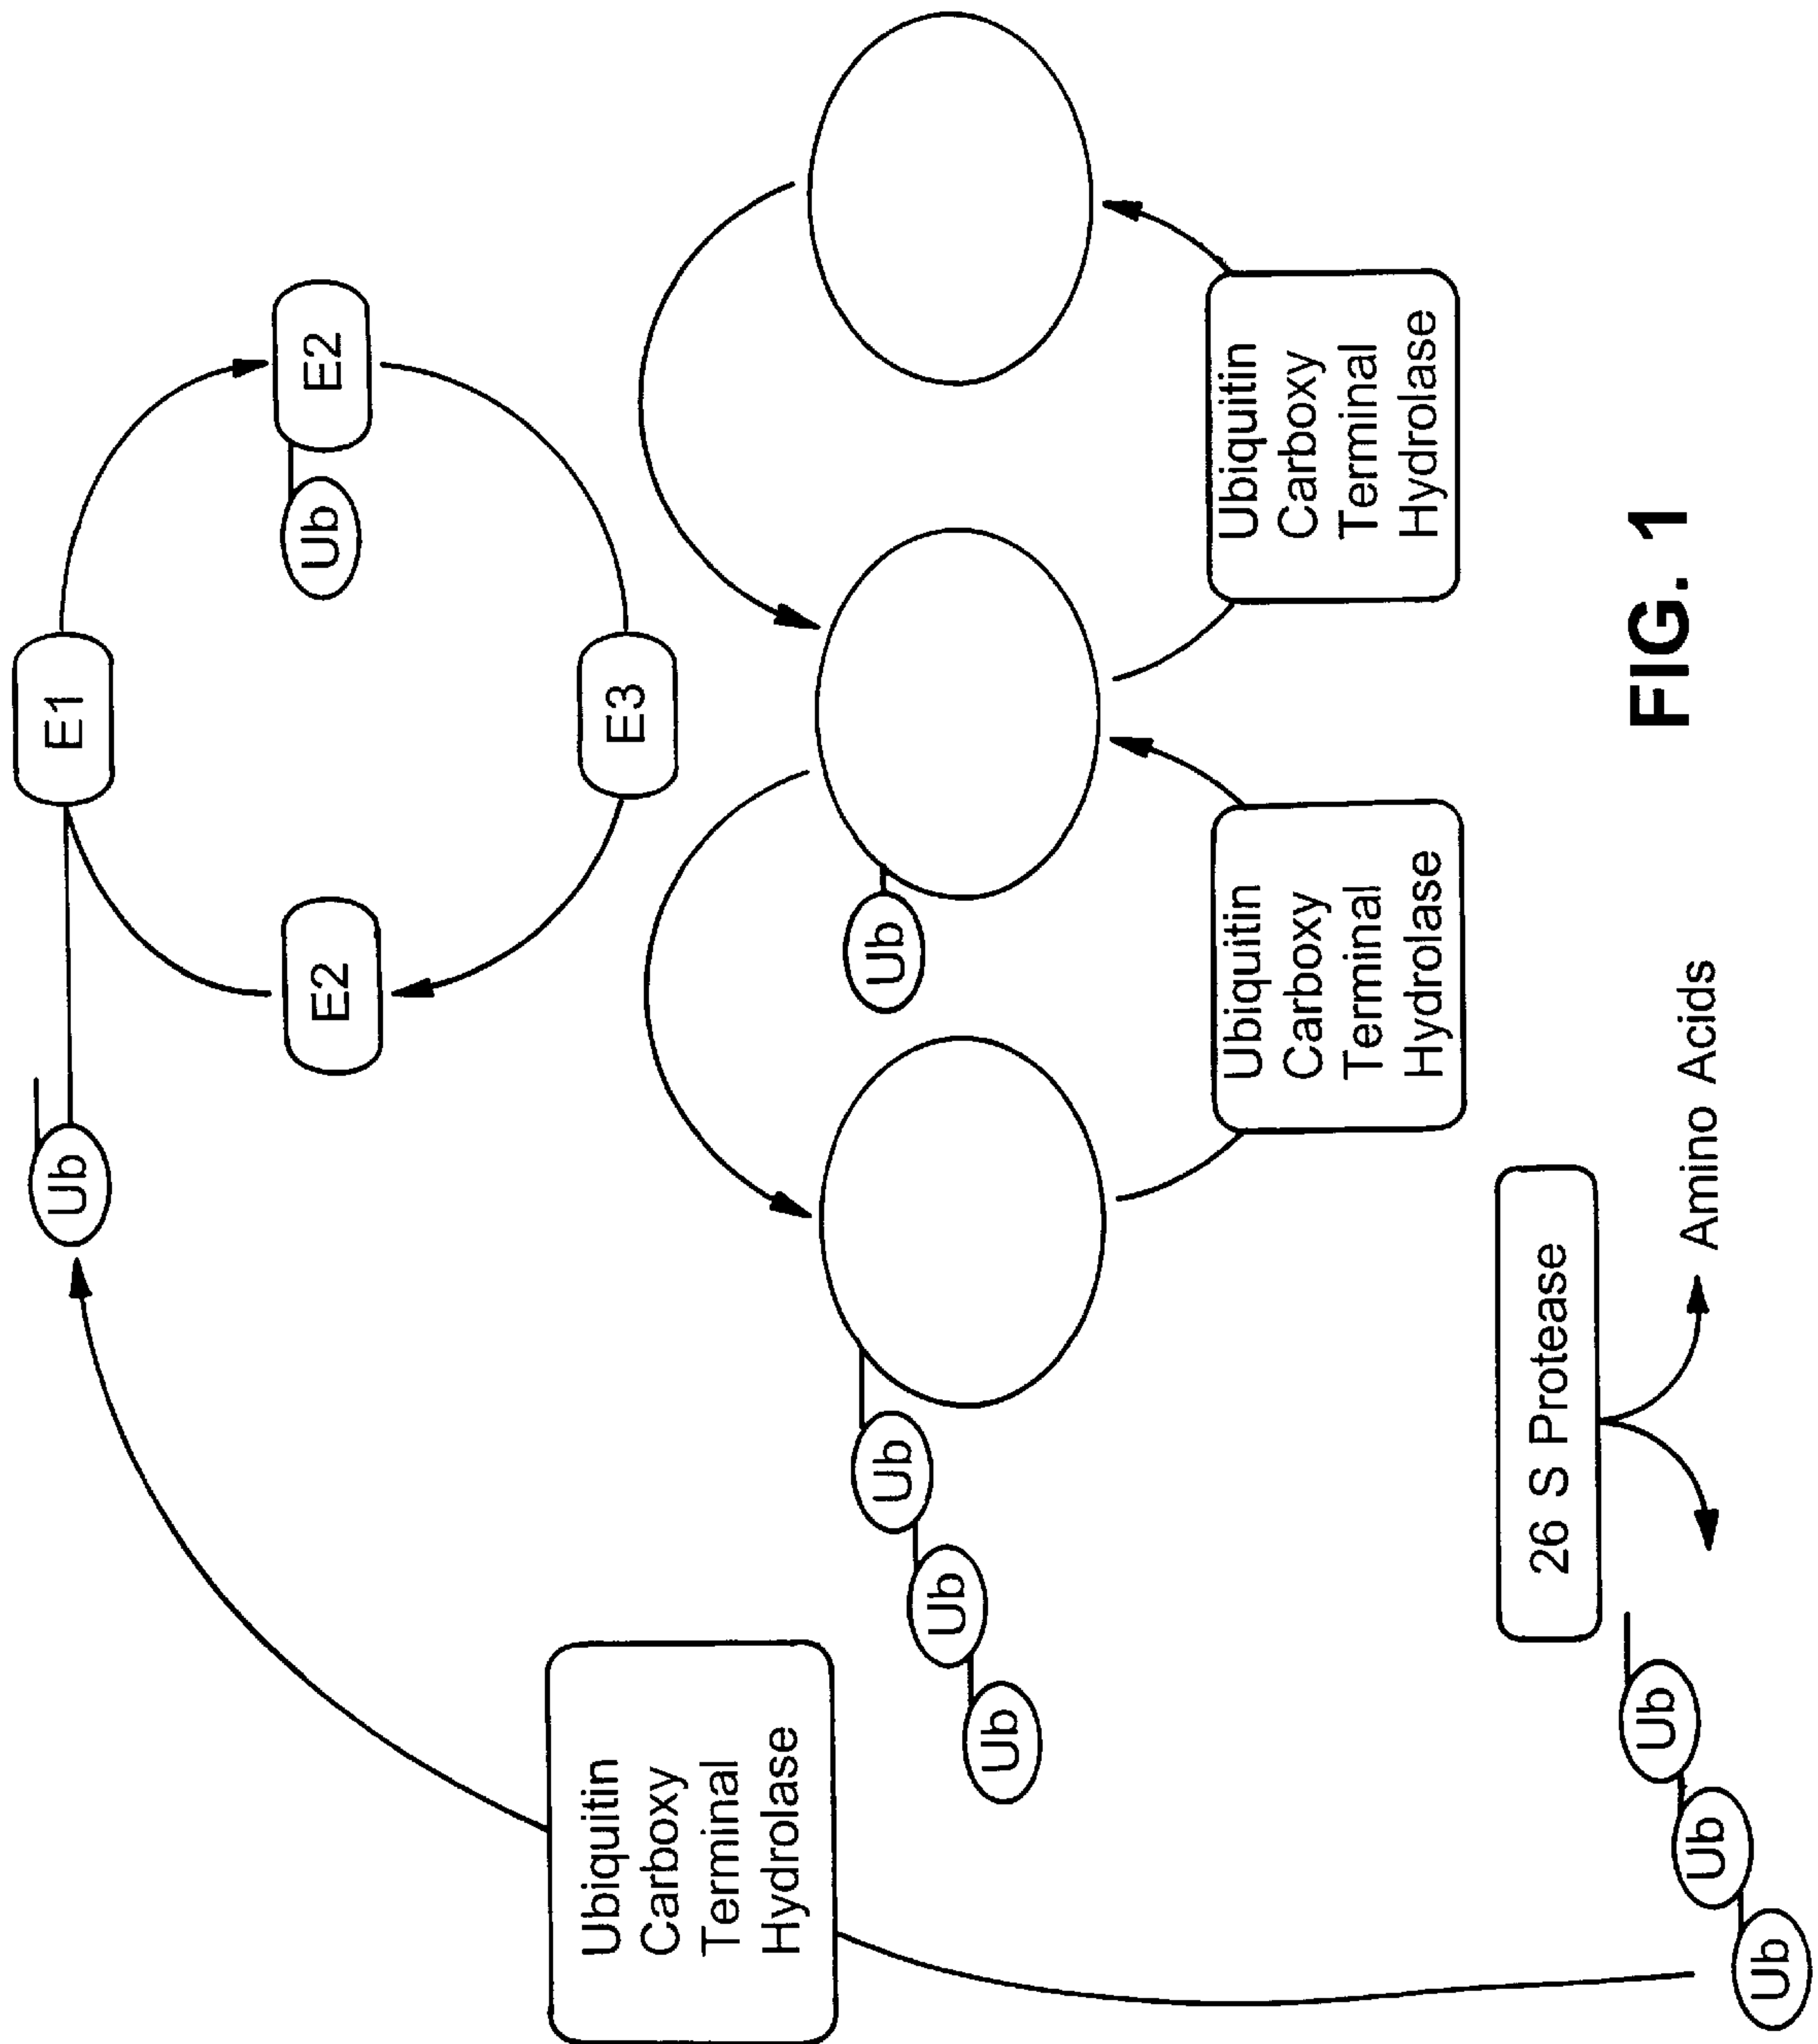 Ub
E1
E2
Ub
E2
E3
Ubiquitin
Carboxy
Terminal
Hydrolase
Ub
Ub
Ub
Ub
Ubiquitin
Carboxy
Terminal
Hydrolase
Ubiquitin
Carboxy
Terminal
Hydrolase
26 S Protease
Ub
Ub
Ub
Amino Acids
FIG. 1